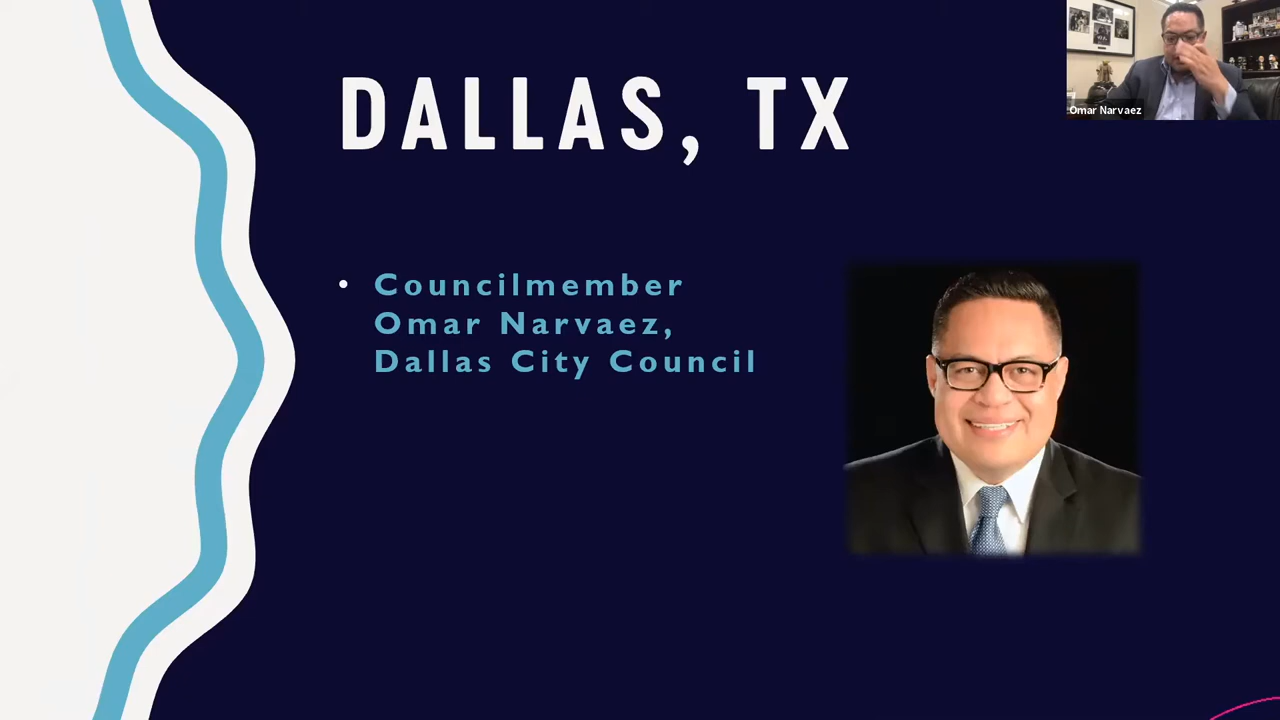 DALLAS, TX
Omar Narvaez
• Councilmember
Omar Narvaez,
Dallas City Council